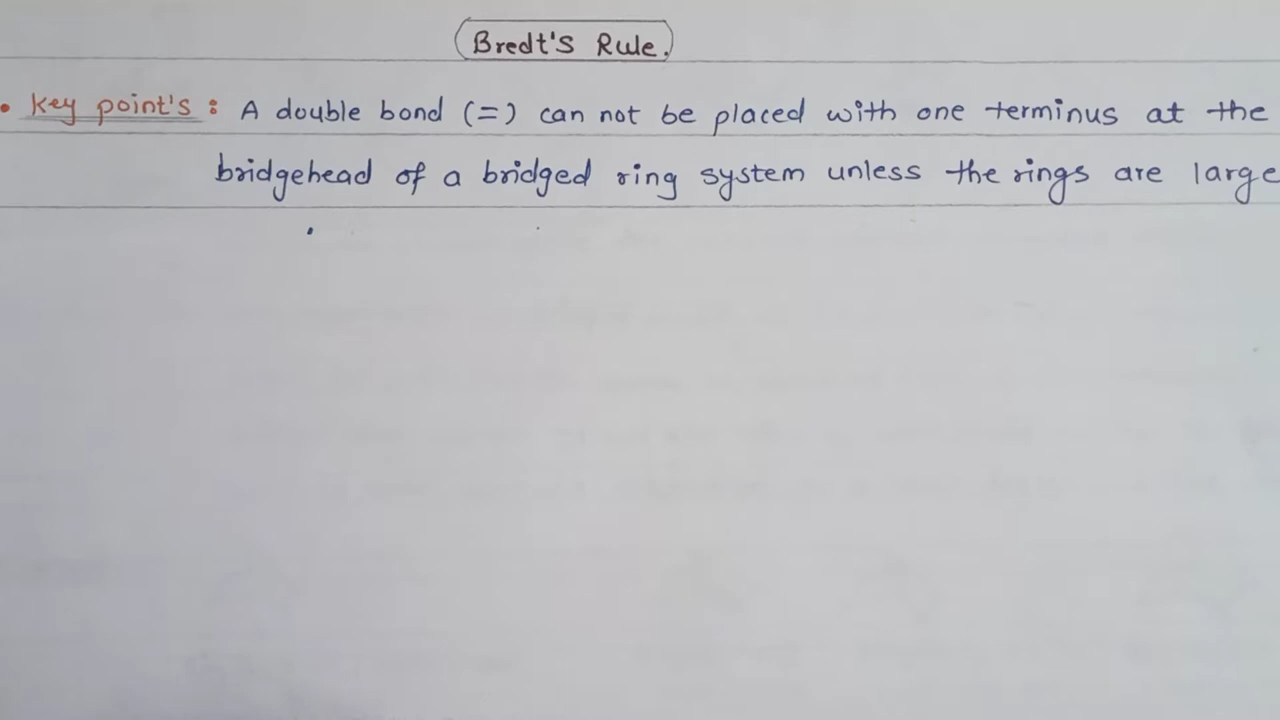 Bredt's Rule.
• Key point's : A double bond (=) can not be placed with one terminus at the
bridgehead of a bridged ring system unless the rings are large